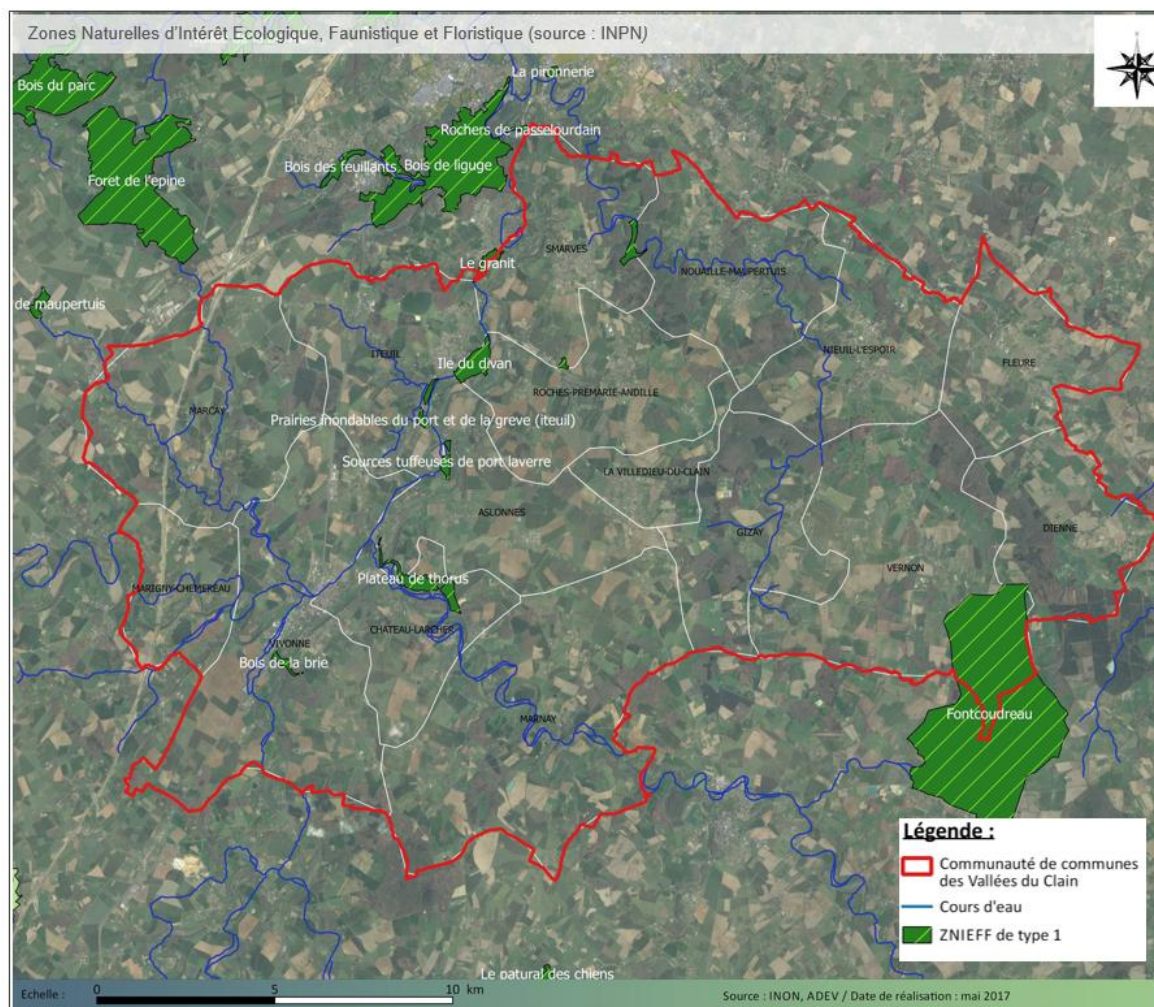 Zones Naturelles d'Intérêt Ecologique, Faunistique et Floristique (source : INPN)
La pironnerie
Bois du parc
Rochers de passelourdain
Bois des feuillants
Bois de liguge
Foret de l'epine
SMARVES
Le granit
NOUAILLE-MAUPERTUIS
de maupertuis
ITEUIL
NIEUIL-L'ESPOIR
Ile du divan
FLEURE
ROCHES-PREMARIE-ANDILLE
MARCAY
Prairies inondables du port et de la greve (iteuil)
Sources tuffeuses de port laverre
LA VILLEDIEU-DU-CLAIN
ASLONNES
DIENNE
GIZAY
VERNON
Plateau de thorus
MARIGNY-CHEMEREAU
CHATEAU-LARCHER
VIVONNE
Bois de la brie
Fontcoudreau
MARNAY
Légende :
Communauté de communes
des Vallées du Clain
Cours d'eau
ZNIEFF de type 1
Le patural des chiens
Echelle :
0 5 10 km
Source : INON, ADEV / Date de réalisation : mai 2017